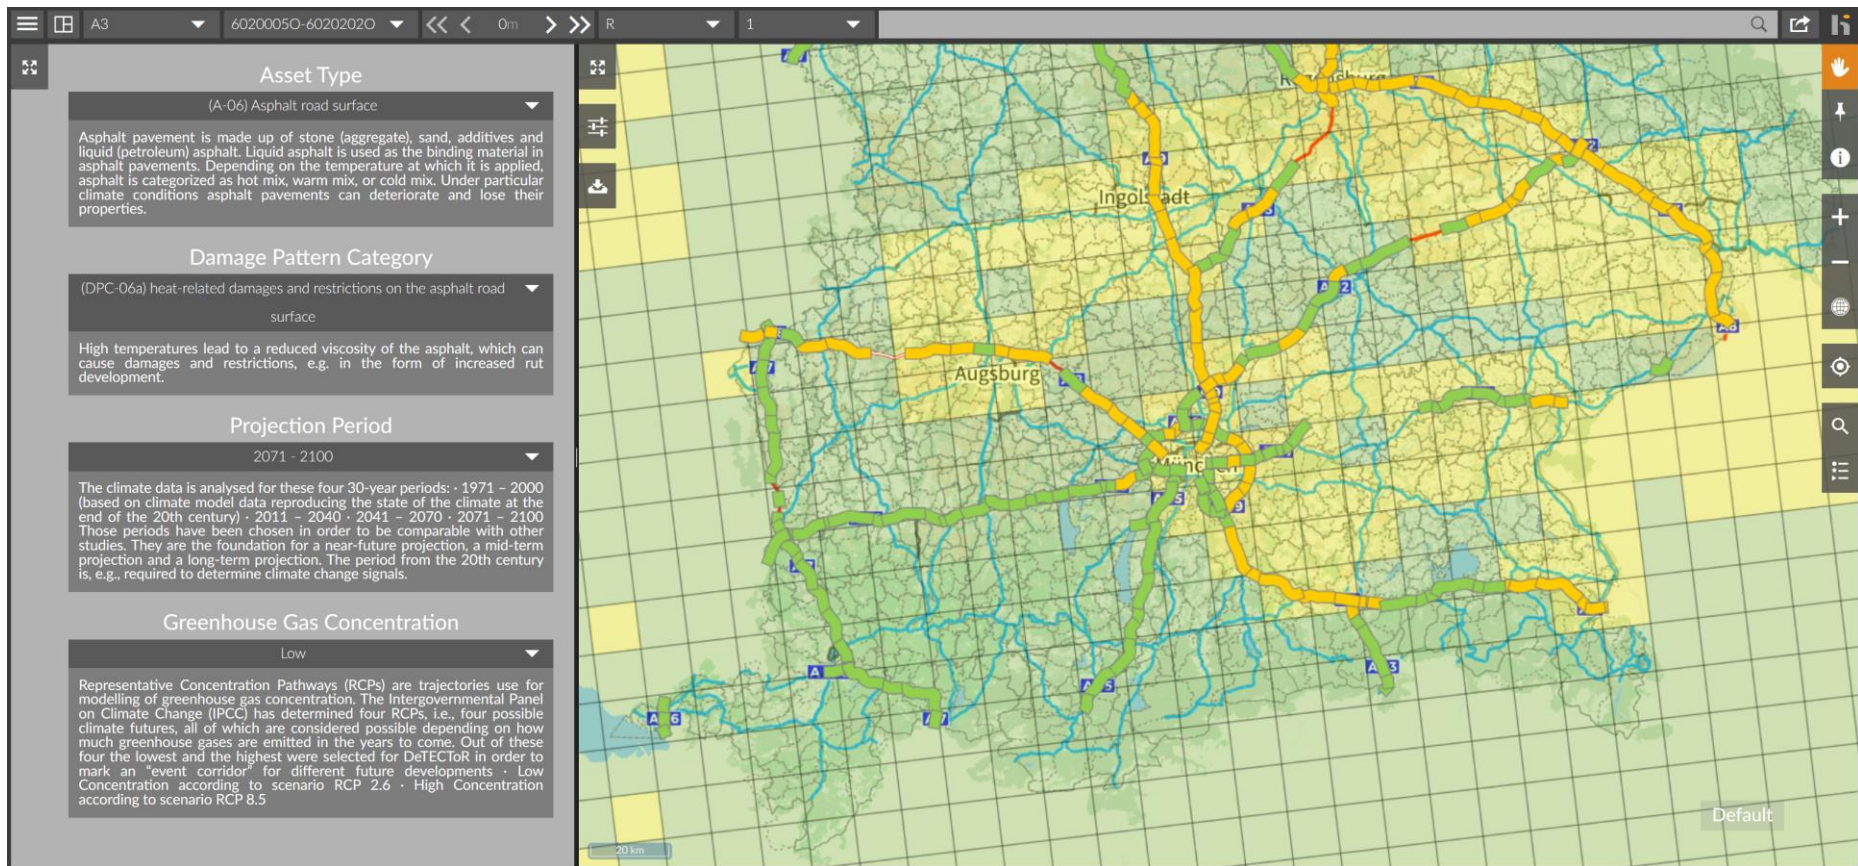 A3
6020005O-6020202O
0m
R
1
Asset Type
(A-06) Asphalt road surface
Asphalt pavement is made up of stone (aggregate), sand, additives and
liquid (petroleum) asphalt. Liquid asphalt is used as the binding material in
asphalt pavements. Depending on the temperature at which it is applied,
asphalt is categorized as hot mix, warm mix, or cold mix. Under particular
climate conditions asphalt pavements can deteriorate and lose their
properties.
Damage Pattern Category
(DPC-06a) heat-related damages and restrictions on the asphalt road
surface
High temperatures lead to a reduced viscosity of the asphalt, which can
cause damages and restrictions, e.g. in the form of increased rut
development.
Projection Period
2071 - 2100
The climate data is analysed for these four 30-year periods: · 1971 – 2000
(based on climate model data reproducing the state of the climate at the
end of the 20th century) · 2011 – 2040 · 2041 – 2070 · 2071 – 2100
Those periods have been chosen in order to be comparable with other
studies. They are the foundation for a near-future projection, a mid-term
projection and a long-term projection. The period from the 20th century
is, e.g., required to determine climate change signals.
Greenhouse Gas Concentration
Low
Representative Concentration Pathways (RCPs) are trajectories use for
modelling of greenhouse gas concentration. The Intergovernmental Panel
on Climate Change (IPCC) has determined four RCPs, i.e., four possible
climate futures, all of which are considered possible depending on how
much greenhouse gases are emitted in the years to come. Out of these
four the lowest and the highest were selected for DeTECToR in order to
mark an "event corridor" for different future developments · Low
Concentration according to scenario RCP 2.6 · High Concentration
according to scenario RCP 8.5
Ingolstadt
Augsburg
München
A7
Default
20 km